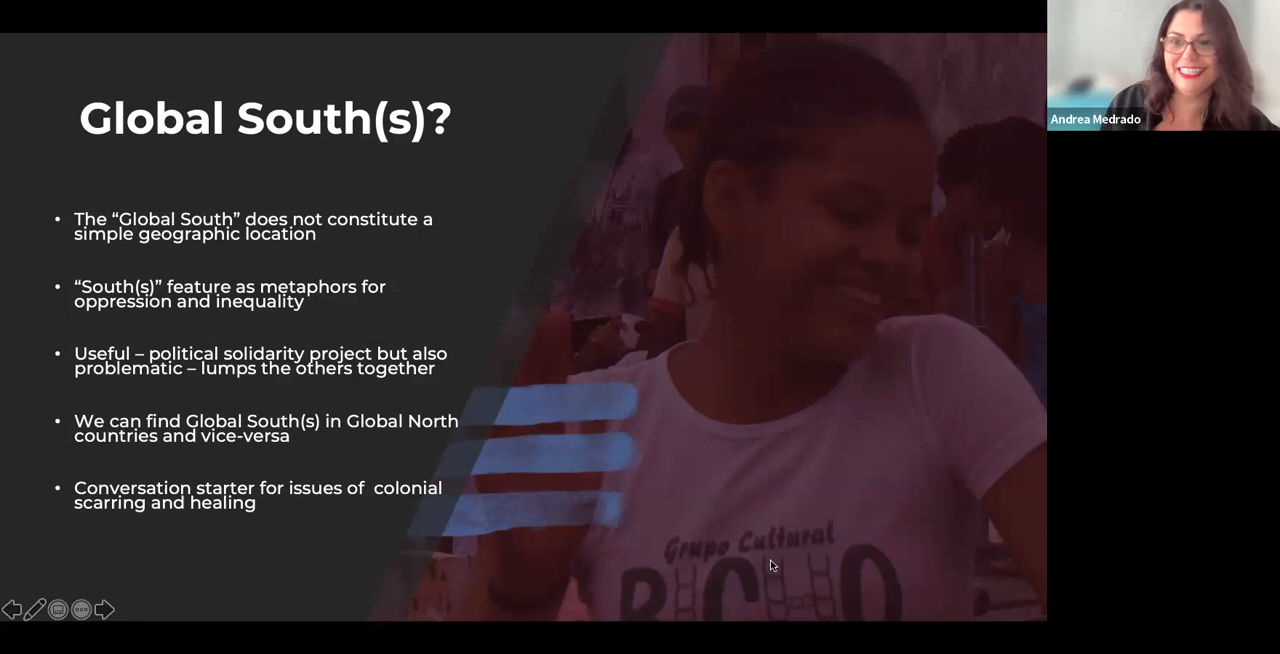 Global South(s)?
• The “Global South” does not constitute a
simple geographic location
• “South(s)” feature as metaphors for
oppression and inequality
• Useful – political solidarity project but also
problematic – lumps the others together
• We can find Global South(s) in Global North
countries and vice-versa
• Conversation starter for issues of  colonial
scarring and healing
Grupo Cultural
Andrea Medrado